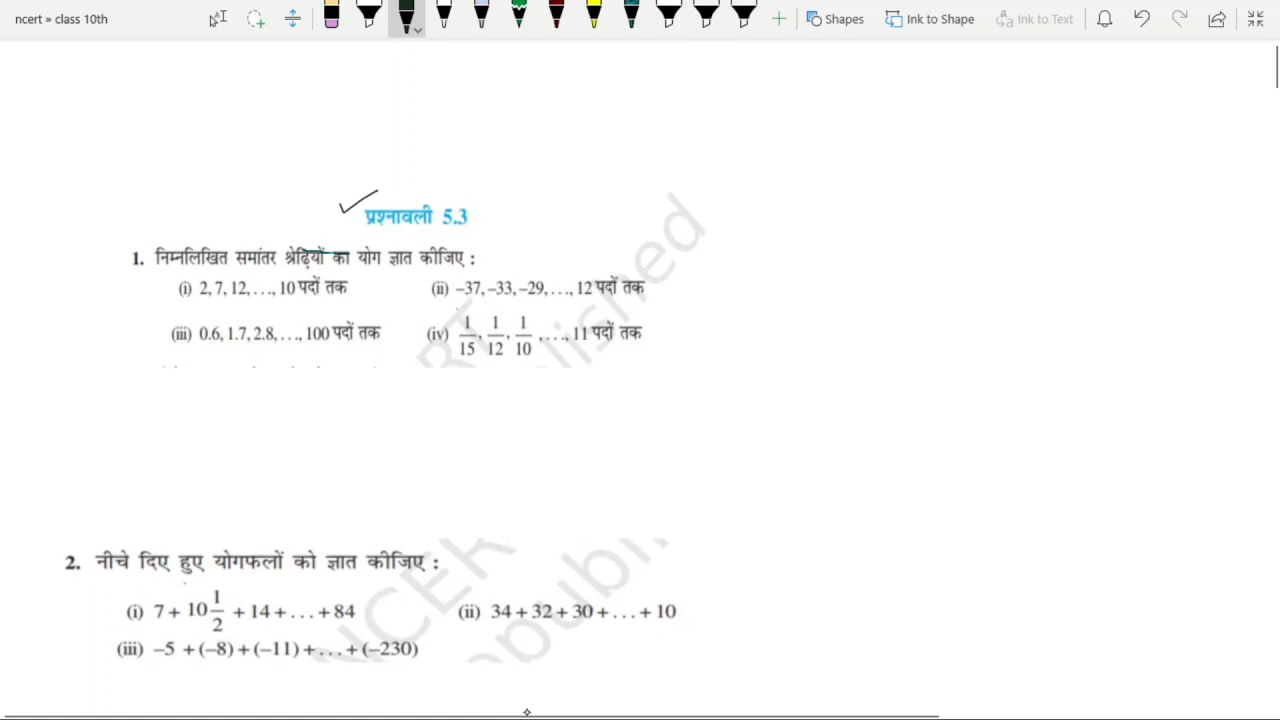 ncert » class 10th
Shapes
Ink to Shape
Ink to Text
प्रश्नावली 5.3
1. निम्नलिखित समांतर श्रेढ़ियों का योग ज्ञात कीजिए :
(i) 2, 7, 12, . . ., 10 पदों तक (ii) –37, –33, –29, . . ., 12 पदों तक
(iii) 0.6, 1.7, 2.8, . . ., 100 पदों तक (iv) 1/15, 1/12, 1/10, . . ., 11 पदों तक
2. नीचे दिए हुए योगफलों को ज्ञात कीजिए :
(i) 7 + 10 1/2 + 14 + . . . + 84 (ii) 34 + 32 + 30 + . . . + 10
(iii) –5 + (–8) + (–11) + . . . + (–230)